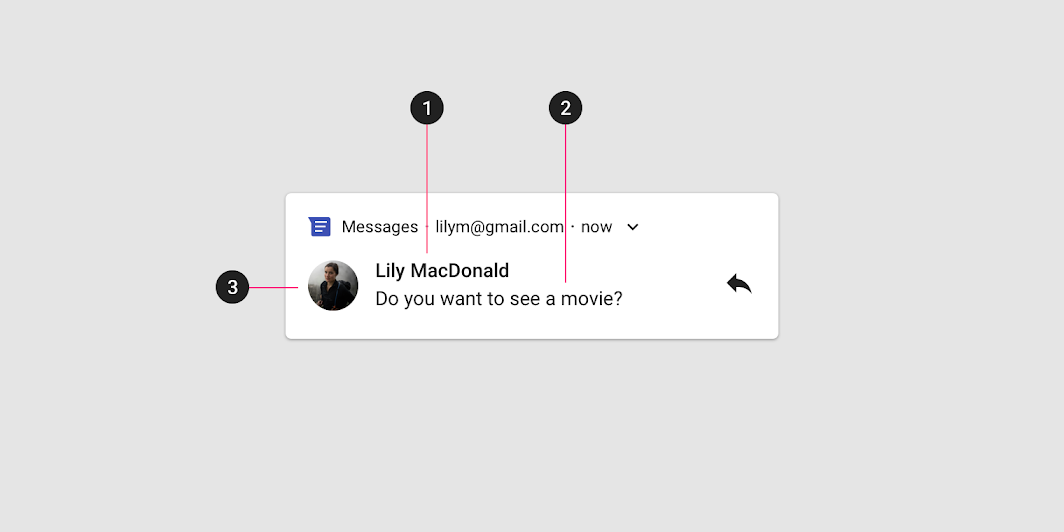 1 2
Messages · lilym@gmail.com · now
Lily MacDonald
3
Do you want to see a movie?